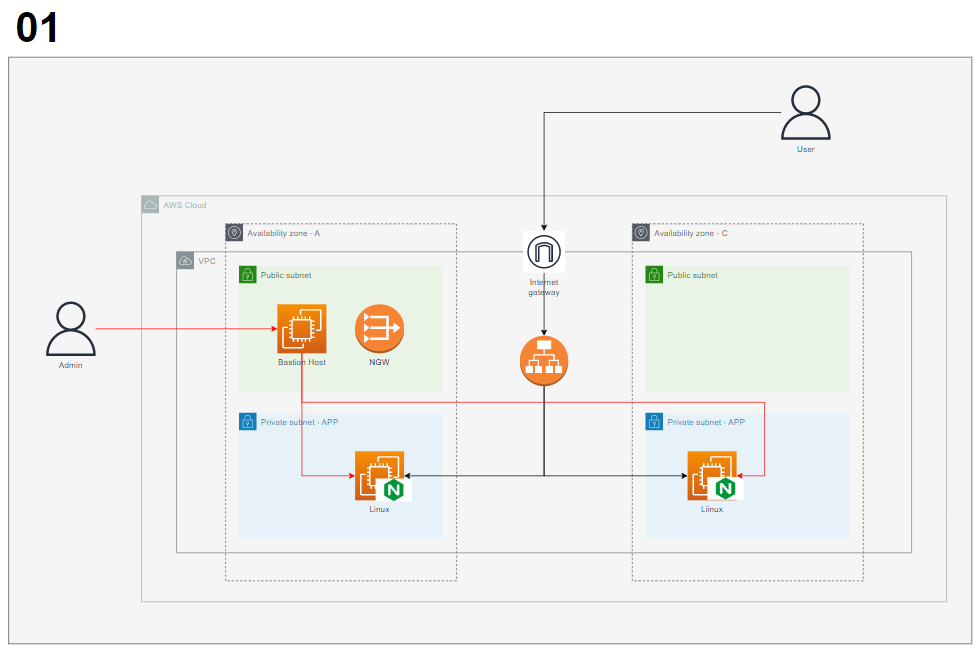 01
User
AWS Cloud
Availability zone - A
Availability zone - C
VPC
Internet
gateway
Public subnet
Public subnet
Bastion Host
NGW
Admin
Private subnet - APP
Private subnet - APP
N
N
Linux
Liinux